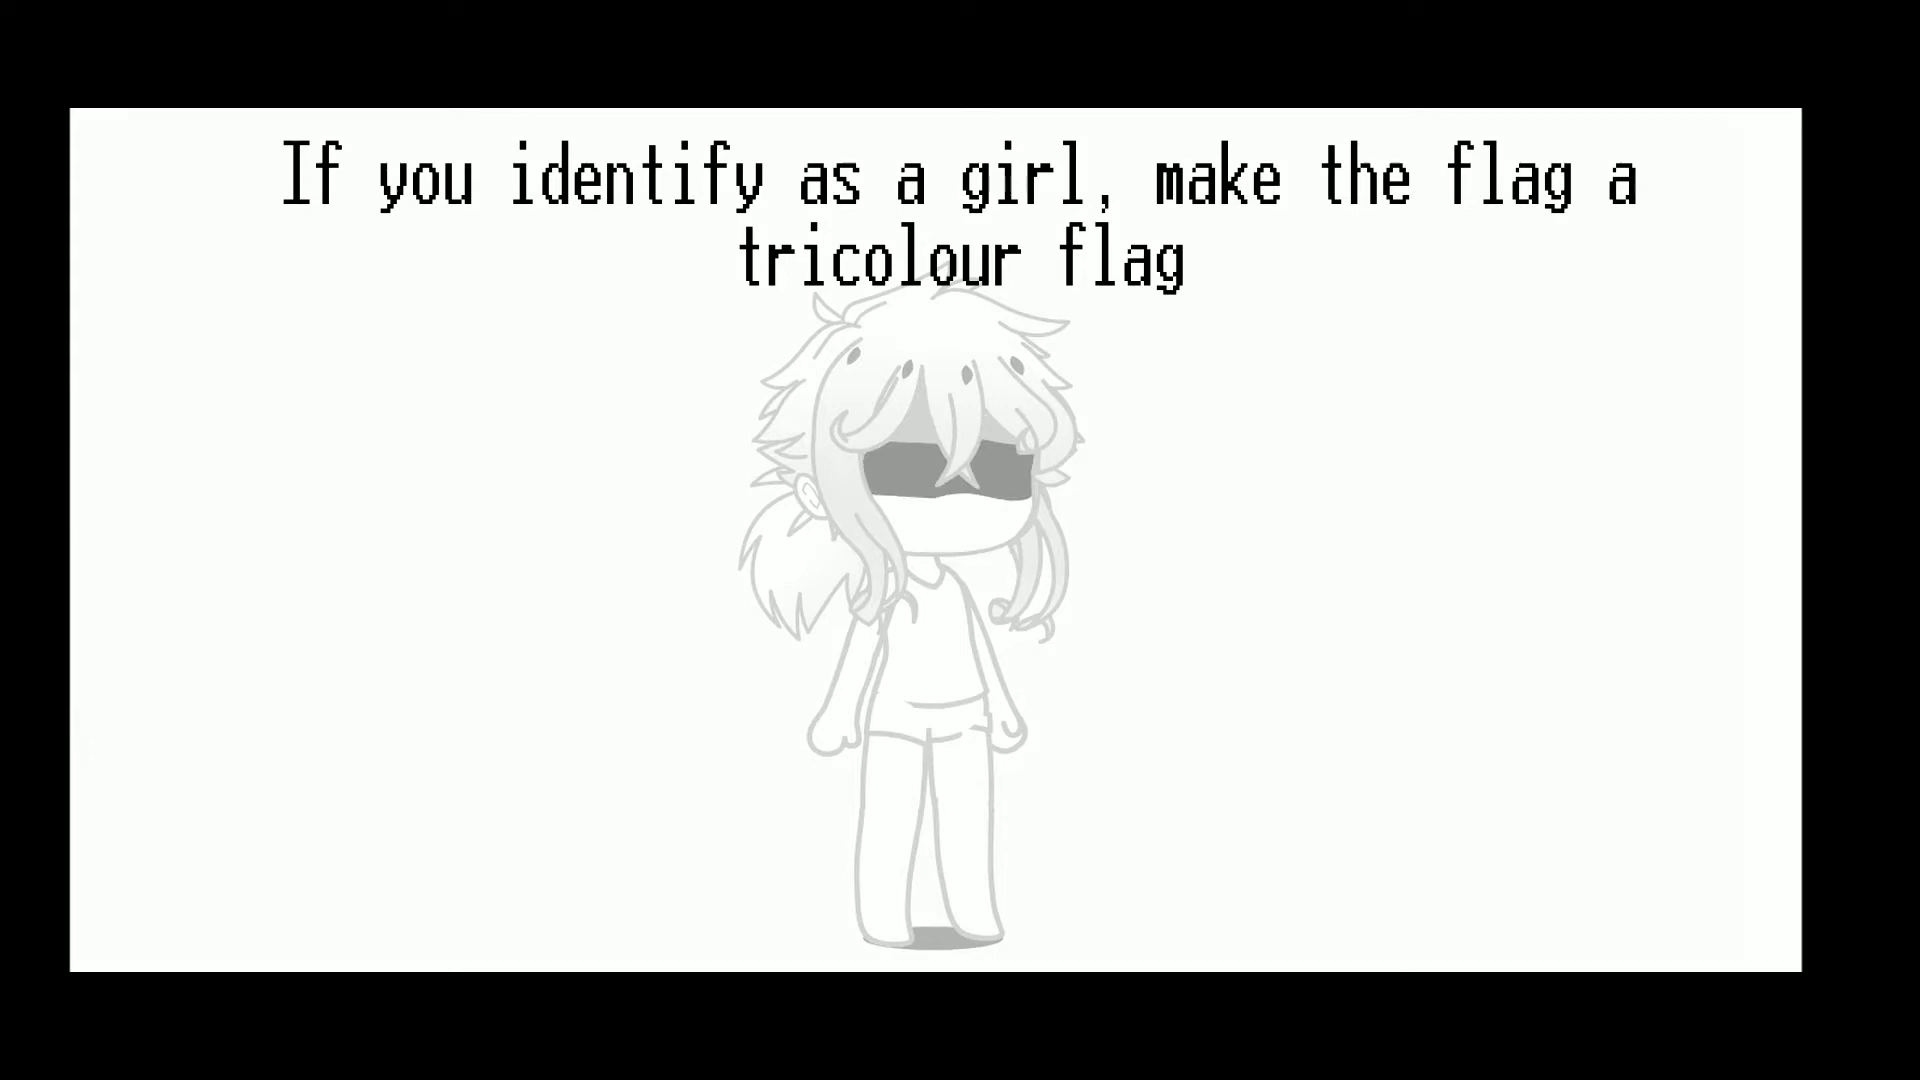 If you identify as a girl, make the flag a
tricolour flag